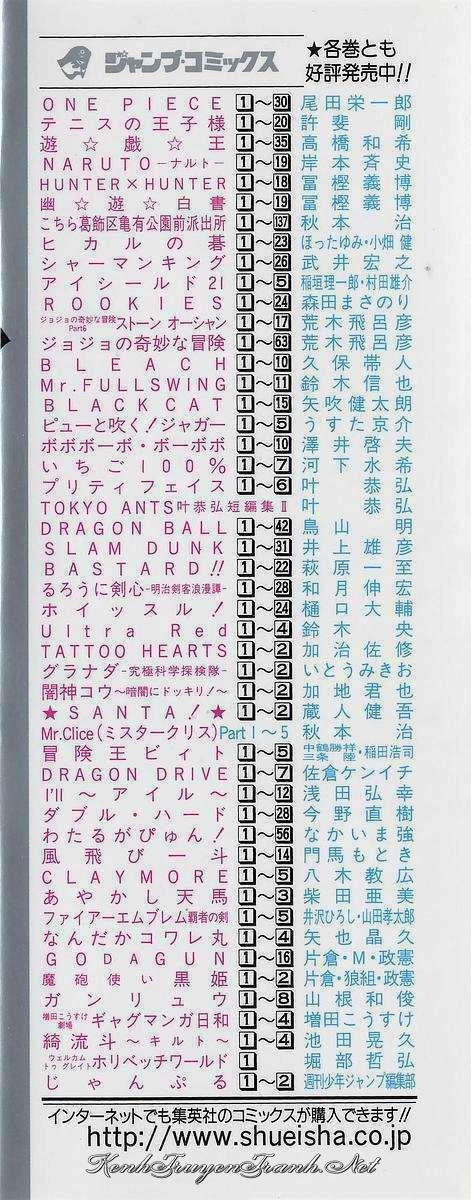 ジャンプ・コミックス
★各巻とも
好評発売中!!
ONE PIECE 1～30 尾田栄一郎
テニスの王子様 1～20 許斐 剛
遊☆戯☆王 1～35 高橋和希
NARUTO－ナルト－ 1～19 岸本斉史
HUNTER×HUNTER 1～18 冨樫義博
幽☆遊☆白書 1～19 冨樫義博
こちら葛飾区亀有公園前派出所 1～137 秋本 治
ヒカルの碁 1～23 ほったゆみ・小畑 健
シャーマンキング 1～26 武井宏之
アイシールド21 1～5 稲垣理一郎・村田雄介
ROOKIES 1～24 森田まさのり
ジョジョの奇妙な冒険 Part6 ストーン オーシャン 1～17 荒木飛呂彦
ジョジョの奇妙な冒険 1～63 荒木飛呂彦
BLEACH 1～10 久保帯人
Mr.FULLSWING 1～11 鈴木信也
BLACK CAT 1～15 矢吹健太朗
ピューと吹く!ジャガー 1～5 うすた京介
ボボボーボ・ボーボボ 1～10 澤井啓夫
いちご100% 1～7 河下水希
プリティフェイス 1～6 叶 恭弘
TOKYO ANTS叶恭弘短編集Ⅱ 叶 恭弘
DRAGON BALL 1～42 鳥山 明
SLAM DUNK 1～31 井上雄彦
BASTARD!! 1～22 萩原一至
るろうに剣心-明治剣客浪漫譚- 1～28 和月伸宏
ホイッスル! 1～24 樋口大輔
Ultra Red 1～4 鈴木 央
TATTOO HEARTS 1～2 加治佐修
グラナダ-究極科学探検隊- 1～2 いとうみきお
闇神コウ～暗闇にドッキリ!～ 1～2 加地君也
★SANTA!★ 1～2 蔵人健吾
Mr.Clice(ミスタークリス)Part 1～5 秋本 治
冒険王ビィト 1～5 三条 陸・稲田浩司
DRAGON DRIVE 1～7 佐倉ケンイチ
I'll～アイル～ 1～12 浅田弘幸
ダブル・ハード 1～28 今野直樹
わたるがぴゅん! 1～56 なかいま強
風飛び一斗 1～14 門馬もとき
CLAYMORE 1～5 八木教広
あやかし天馬 1～3 柴田亜美
ファイアーエムブレム覇者の剣 1～5 井沢ひろし・山田孝太郎
なんだかコワレ丸 1～4 矢也晶久
GODAGUN 1～16 片倉・M・政憲
魔砲使い黒姫 1～2 片倉・狼組・政憲
ガンリュウ 1～8 山根和俊
増田こうすけ劇場 ギャグマンガ日和 1～4 増田こうすけ
綺流斗～キルト～ 1～4 池田晃久
ウェルカム トゥ グレイト ホリベッチワールド 1 堀部哲弘
じゃんぷる 1～2 週刊少年ジャンプ編集部
インターネットでも集英社のコミックスが購入できます!!
http://www.shueisha.co.jp
KenhTruyenTranh.Net